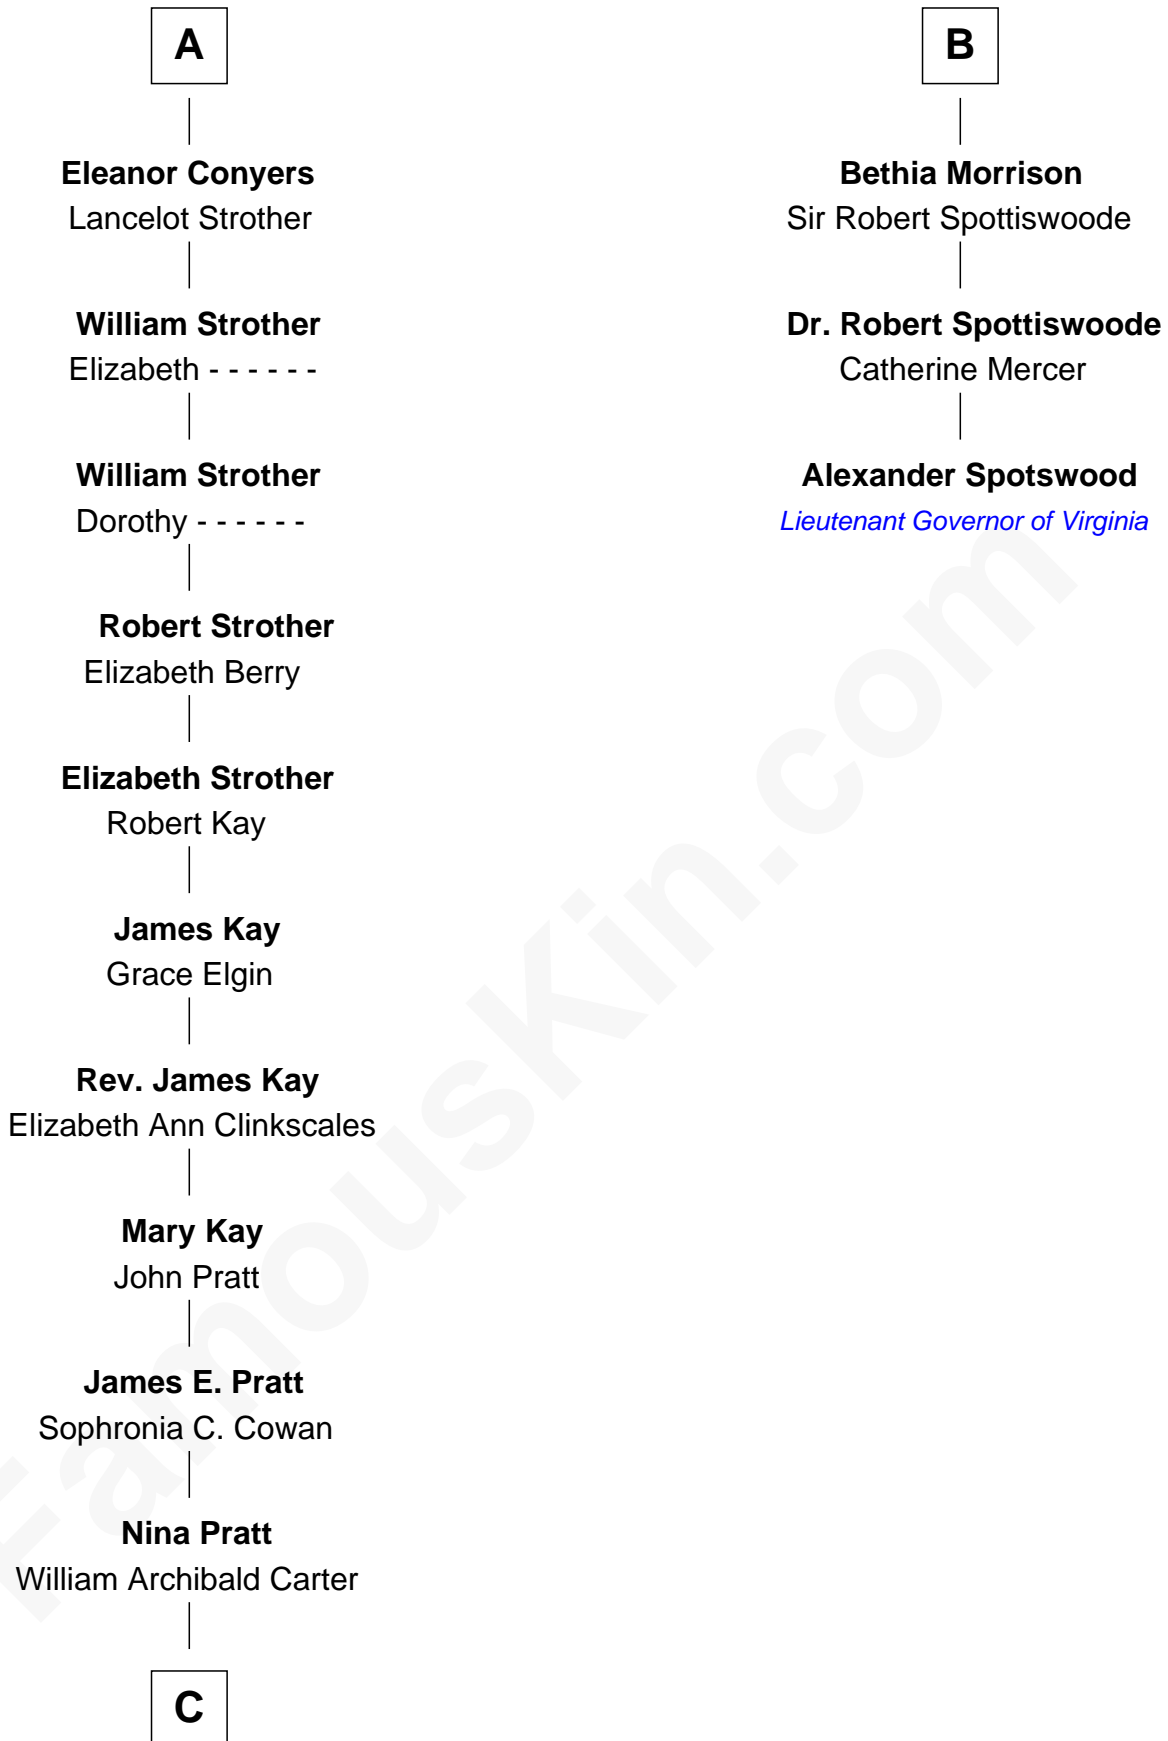 A
Eleanor Conyers
Lancelot Strother
William Strother
Elizabeth - - - - - -
William Strother
Dorothy - - - - - -
Robert Strother
Elizabeth Berry
Elizabeth Strother
Robert Kay
James Kay
Grace Elgin
Rev. James Kay
Elizabeth Ann Clinkscales
Mary Kay
John Pratt
James E. Pratt
Sophronia C. Cowan
Nina Pratt
William Archibald Carter
C
B
Bethia Morrison
Sir Robert Spottiswoode
Dr. Robert Spottiswoode
Catherine Mercer
Alexander Spotswood
Lieutenant Governor of Virginia
FamousKin.com